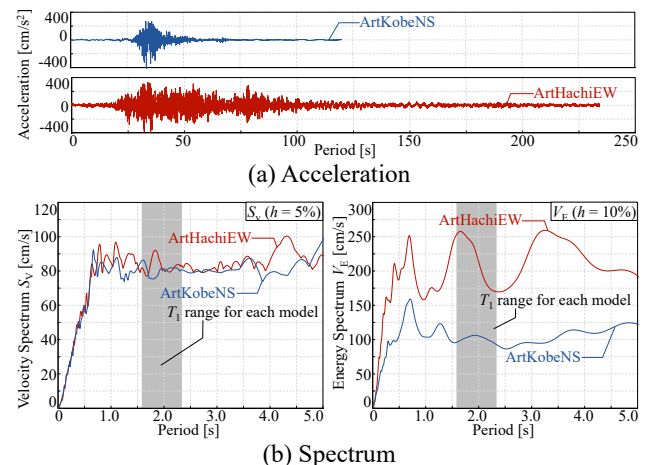 Acceleration [cm/s²]
400
0
-400
ArtKobeNS
400
0
-400
ArtHachiEW
0 50 100 150 200 250
Period [s]
(a) Acceleration
Velocity Spectrum Sᵥ [cm/s]
120
100
80
60
40
20
0
Sᵥ (h = 5%)
ArtHachiEW
ArtKobeNS
T₁ range for each model
0 1.0 2.0 3.0 4.0 5.0
Period [s]
Energy Spectrum V_E [cm/s]
300
250
200
150
100
50
0
V_E (h = 10%)
ArtHachiEW
T₁ range for each model
ArtKobeNS
0 1.0 2.0 3.0 4.0 5.0
Period [s]
(b) Spectrum